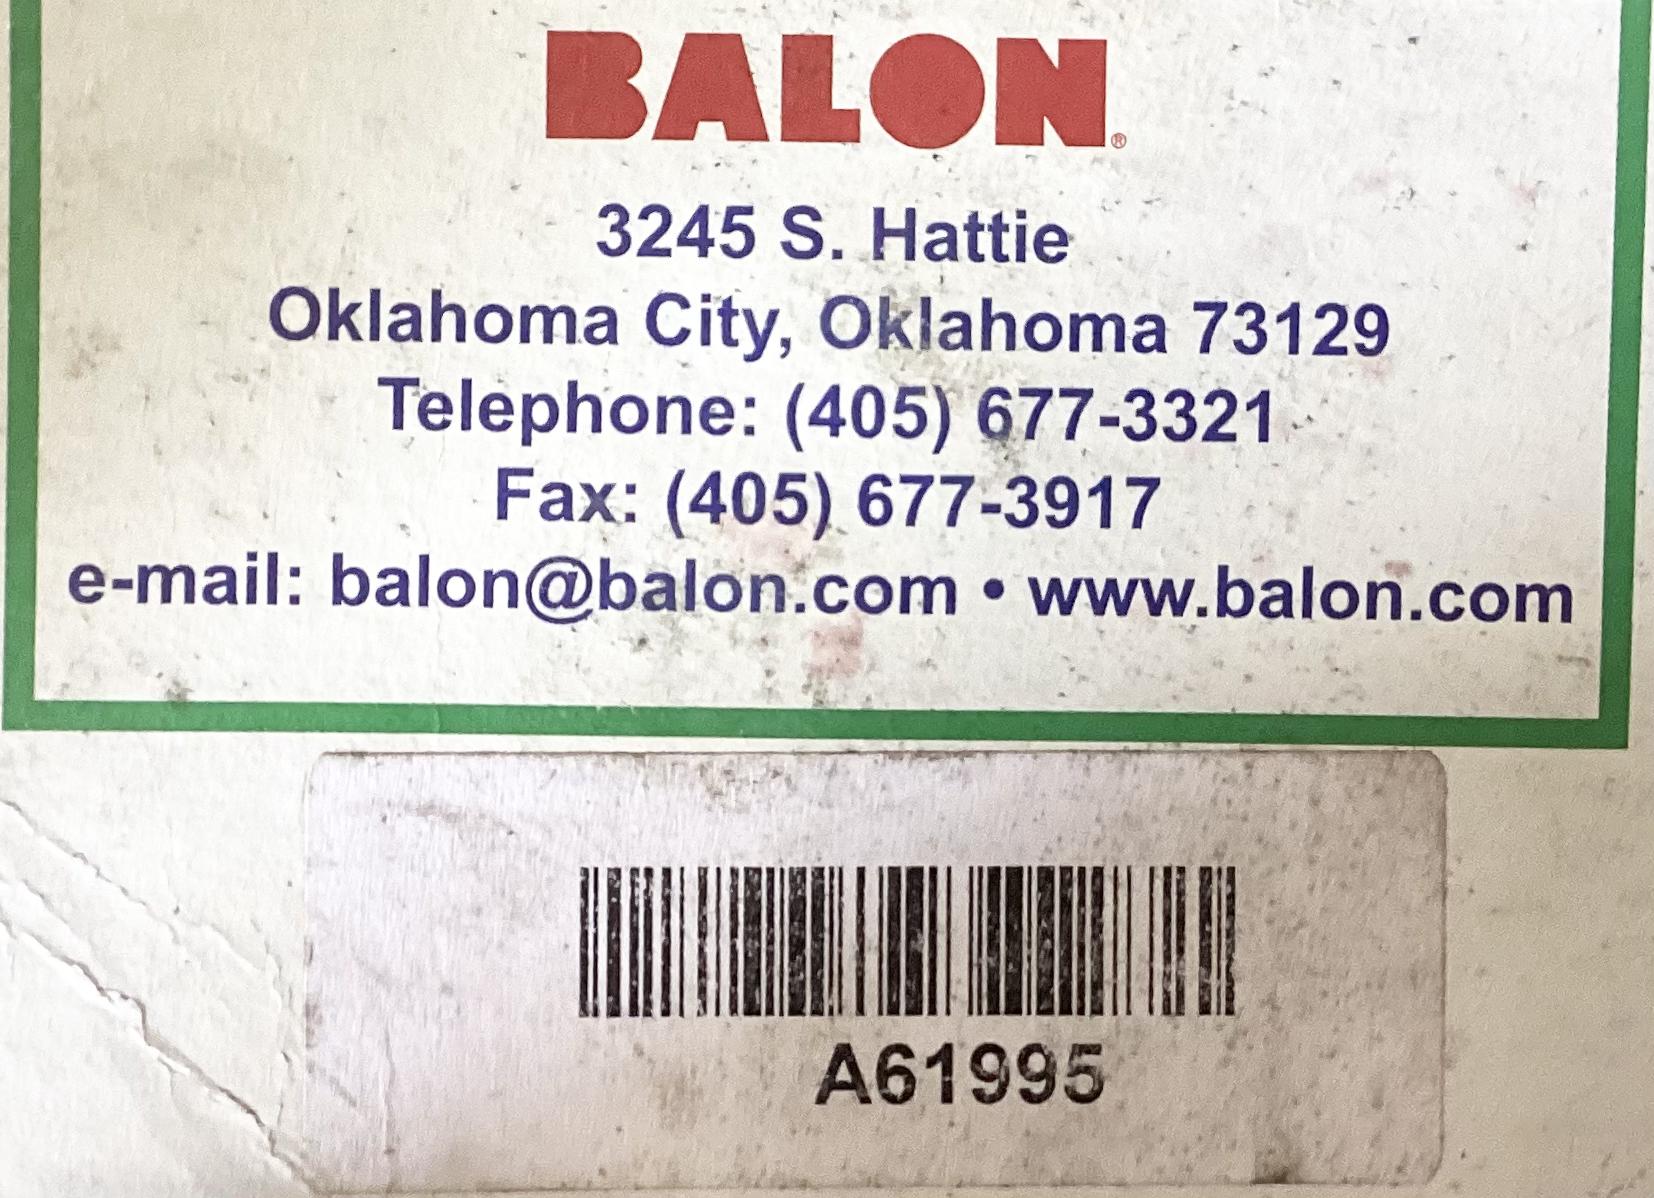 BALON®
3245 S. Hattie
Oklahoma City, Oklahoma 73129
Telephone: (405) 677-3321
Fax: (405) 677-3917
e-mail: balon@balon.com • www.balon.com
A61995